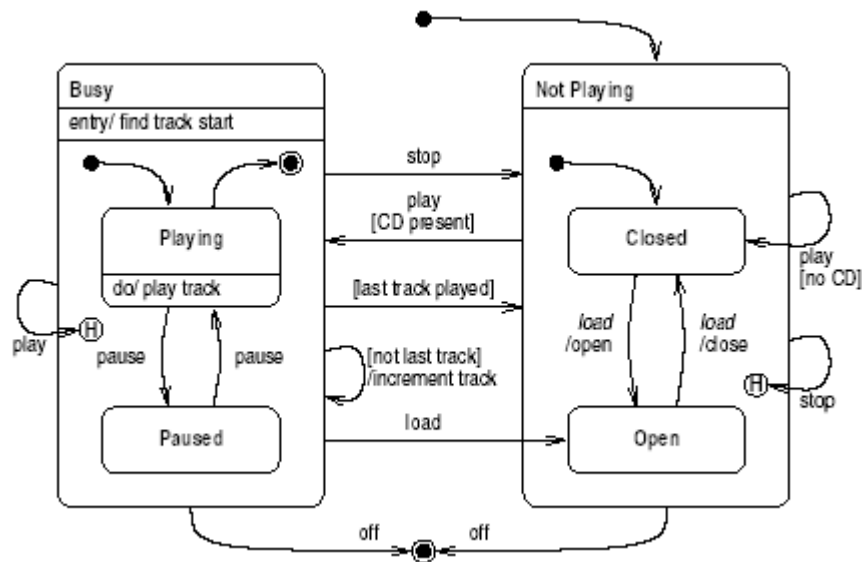 Busy
entry/ find track start
Playing
do/ play track
play
H
pause
pause
Paused
stop
play
[CD present]
[last track played]
[not last track]
/increment track
load
off
off
Not Playing
Closed
play
[no CD]
load
/open
load
/close
H
stop
Open